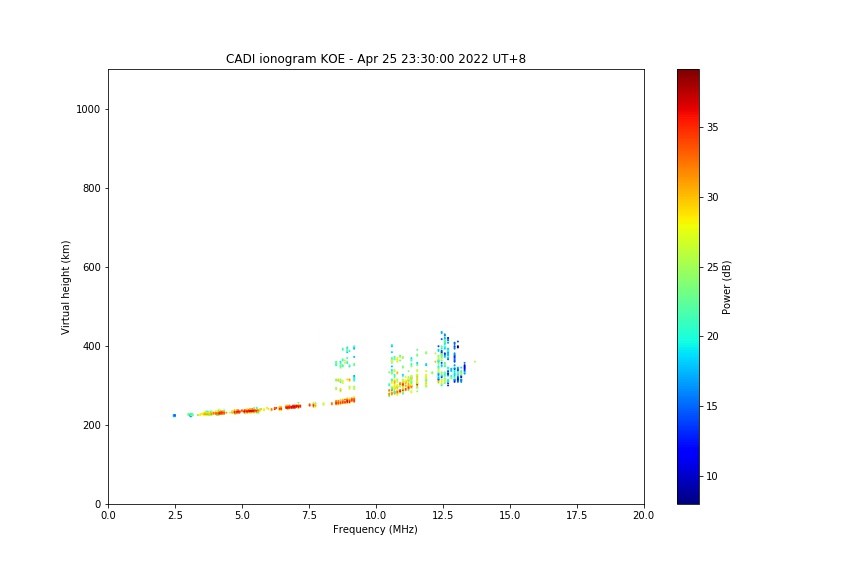 CADI ionogram KOE - Apr 25 23:30:00 2022 UT+8
1000
800
600
400
200
0
Virtual height (km)
0.0 2.5 5.0 7.5 10.0 12.5 15.0 17.5 20.0
Frequency (MHz)
35
30
25
20
15
10
Power (dB)